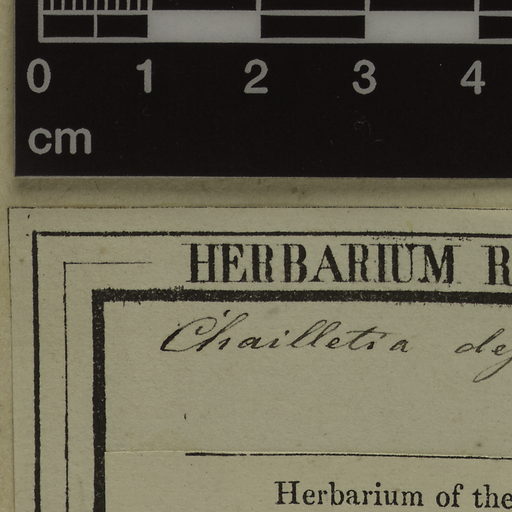 0 1 2 3 4
cm
HERBARIUM R
Chailletia
Herbarium of the